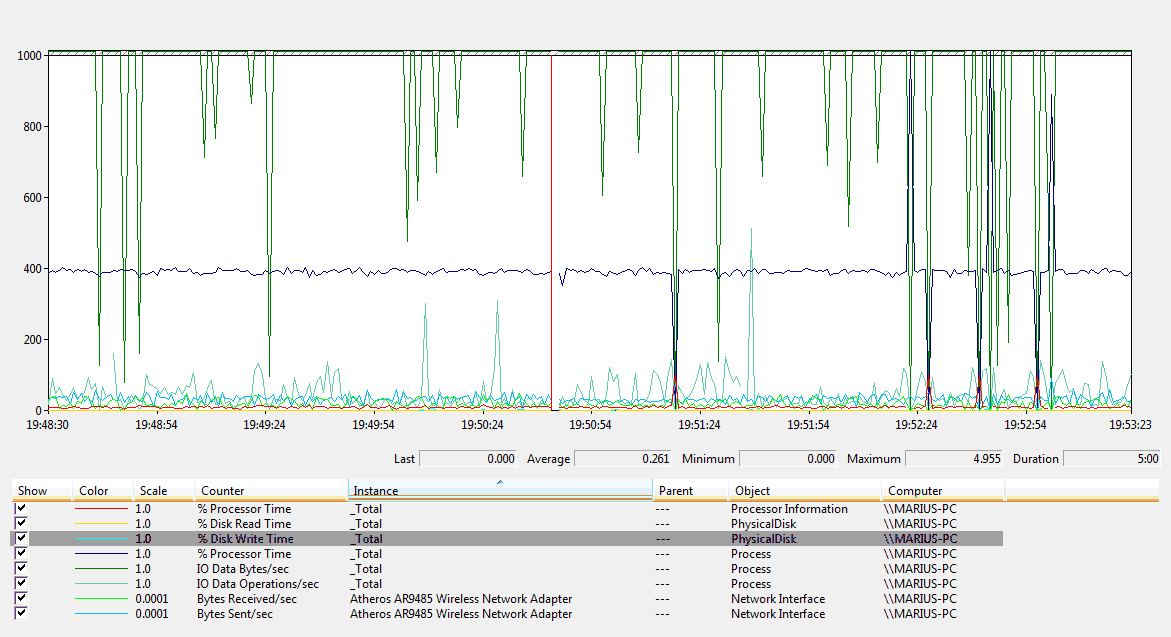 1000
800
600
400
200
0
19:48:30 19:48:54 19:49:24 19:49:54 19:50:24 19:50:54 19:51:24 19:51:54 19:52:24 19:52:54 19:53:23
Last 0.000 Average 0.261 Minimum 0.000 Maximum 4.955 Duration 5:00
Show Color Scale Counter Instance Parent Object Computer
1.0 % Processor Time _Total --- Processor Information \\MARIUS-PC
1.0 % Disk Read Time _Total --- PhysicalDisk \\MARIUS-PC
1.0 % Disk Write Time _Total --- PhysicalDisk \\MARIUS-PC
1.0 % Processor Time _Total --- Process \\MARIUS-PC
1.0 IO Data Bytes/sec _Total --- Process \\MARIUS-PC
1.0 IO Data Operations/sec _Total --- Process \\MARIUS-PC
0.0001 Bytes Received/sec Atheros AR9485 Wireless Network Adapter --- Network Interface \\MARIUS-PC
0.0001 Bytes Sent/sec Atheros AR9485 Wireless Network Adapter --- Network Interface \\MARIUS-PC